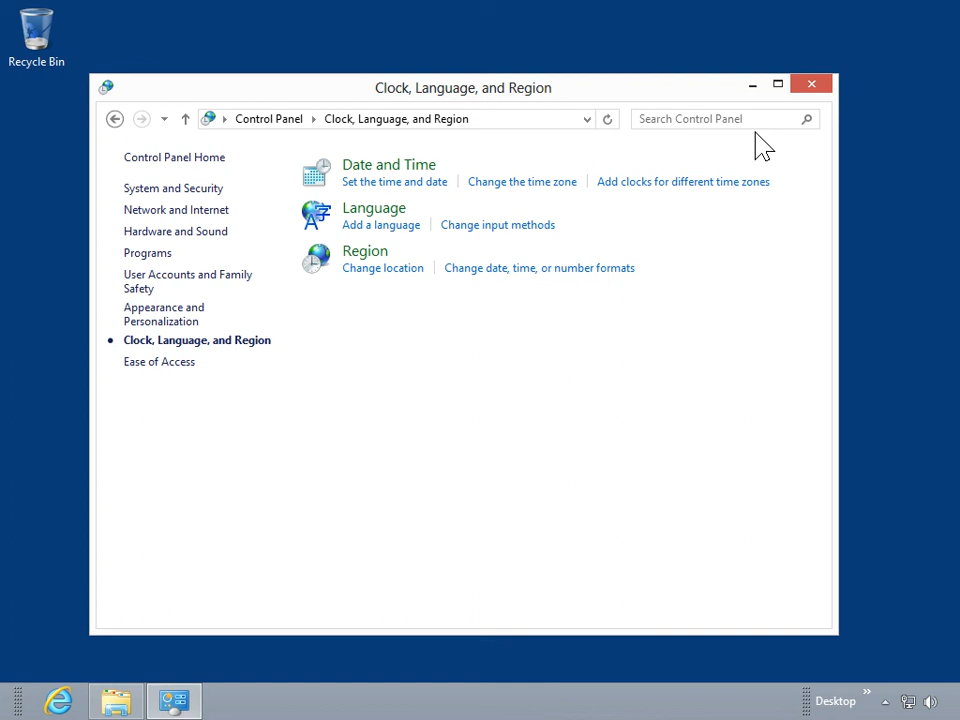 Recycle Bin
Clock, Language, and Region
Control Panel Clock, Language, and Region
Search Control Panel
Control Panel Home
System and Security
Network and Internet
Hardware and Sound
Programs
User Accounts and Family
Safety
Appearance and
Personalization
Clock, Language, and Region
Ease of Access
Date and Time
Set the time and date Change the time zone Add clocks for different time zones
Language
Add a language Change input methods
Region
Change location Change date, time, or number formats
Desktop